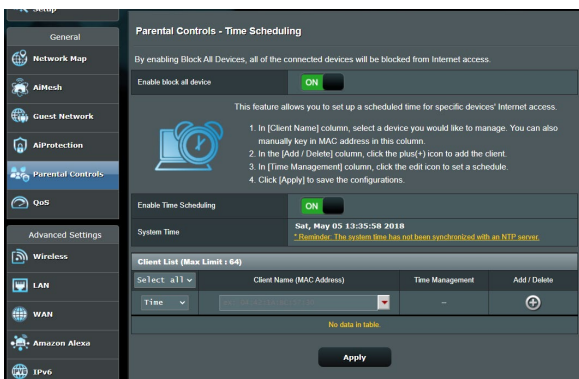 Setup
General
Network Map
AiMesh
Guest Network
AiProtection
Parental Controls
QoS
Advanced Settings
Wireless
LAN
WAN
Amazon Alexa
IPv6
Parental Controls - Time Scheduling
By enabling Block All Devices, all of the connected devices will be blocked from Internet access.
Enable block all device
ON
This feature allows you to set up a scheduled time for specific devices' Internet access.
1. In [Client Name] column, select a device you would like to manage. You can also
manually key in MAC address in this column.
2. In the [Add / Delete] column, click the plus(+) icon to add the client.
3. In [Time Management] column, click the edit icon to set a schedule.
4. Click [Apply] to save the configurations.
Enable Time Scheduling
ON
System Time
Sat, May 05 13:35:58 2018
* Reminder: The system time has not been synchronized with an NTP server.
Client List (Max Limit : 64)
Select all
Client Name (MAC Address)
Time Management
Add / Delete
Time
–
No data in table.
Apply